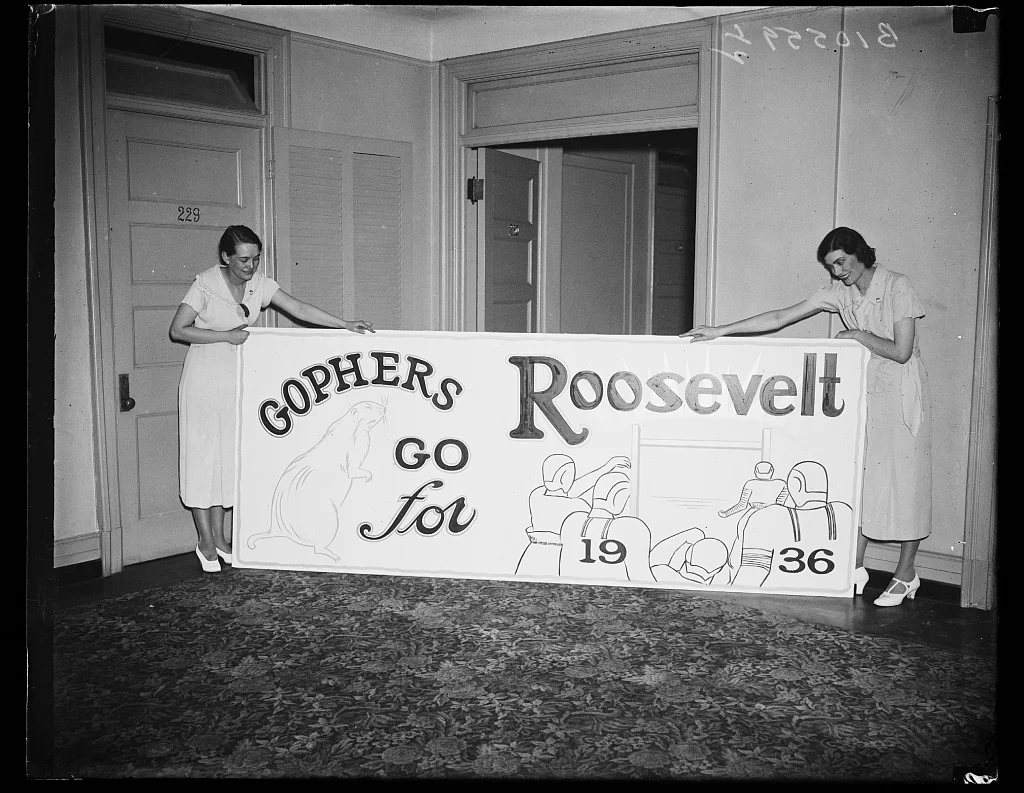 B10559
229
GOPHERS
GO
for
Roosevelt
19 36